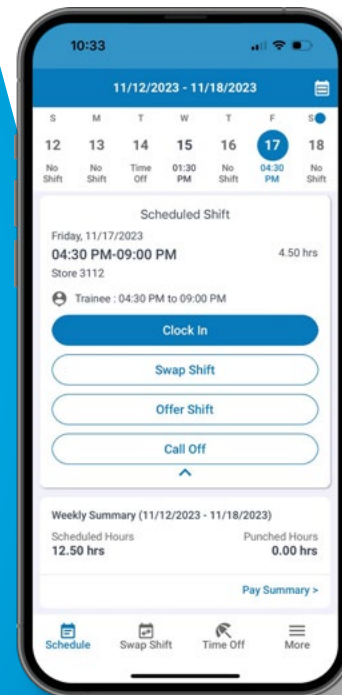 10:33
11/12/2023 - 11/18/2023
S M T W T F S
12 13 14 15 16 17 18
No Shift No Shift Time Off 01:30 PM No Shift 04:30 PM No Shift
Scheduled Shift
Friday, 11/17/2023
04:30 PM-09:00 PM 4.50 hrs
Store 3112
Trainee : 04:30 PM to 09:00 PM
Clock In
Swap Shift
Offer Shift
Call Off
Weekly Summary (11/12/2023 - 11/18/2023)
Scheduled Hours Punched Hours
12.50 hrs 0.00 hrs
Pay Summary >
Schedule Swap Shift Time Off More